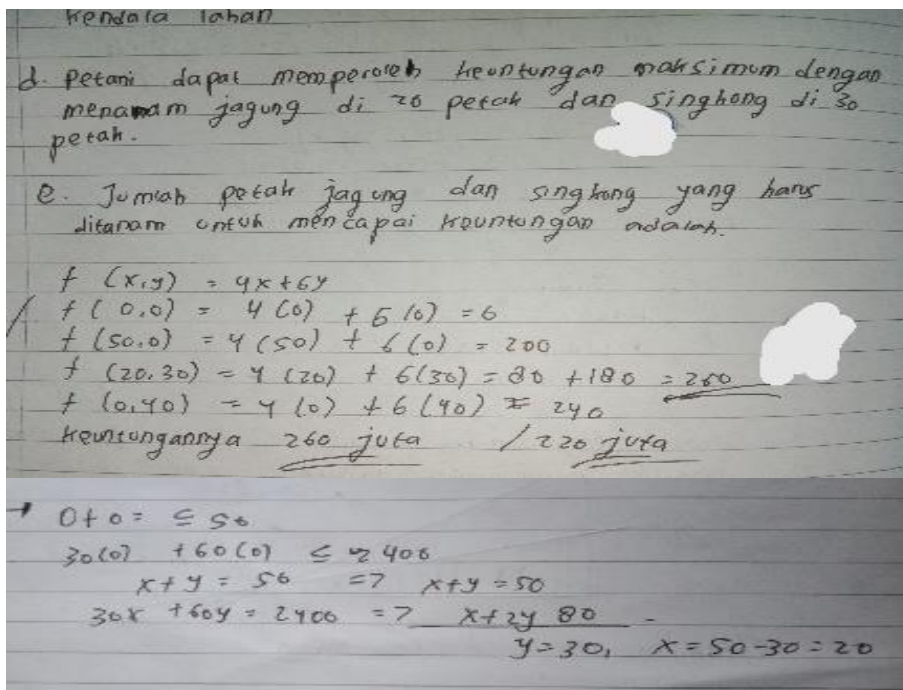 kendala lahan
d. Petani dapat memperoleh keuntungan maksimum dengan
menanam jagung di 20 petak dan singkong di 30
petak.
e. Jumlah petak jagung dan singkong yang harus
ditanam untuk mencapai keuntungan adalah.
f (x,y) = 4x+6y
f (0,0) = 4 (0) + 6 (0) = 0
f (50,0) = 4 (50) + 6 (0) = 200
f (20,30) = 4 (20) + 6(30) = 80 + 180 = 260
f (0,40) = 4 (0) + 6 (40) = 240
keuntungannya 260 juta / 220 juta
→ 0+0 = ≤ 50
30(0) + 60(0) ≤ 2400
x+y = 50 => x+y = 50
30x + 60y = 2400 => x+2y 80 -
y=30, x=50-30=20